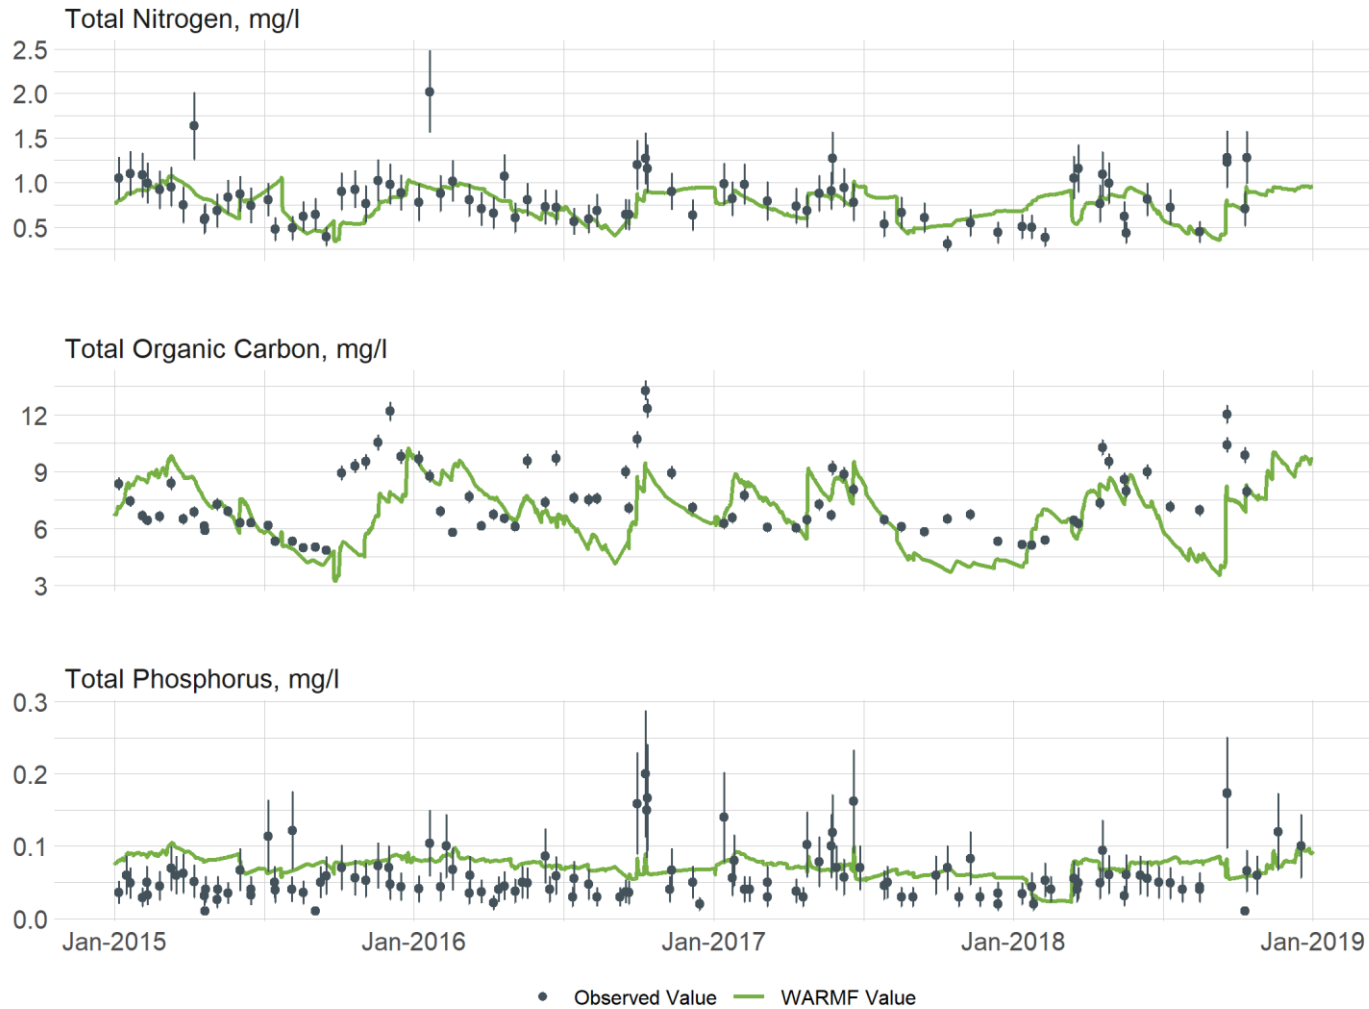 Total Nitrogen, mg/l
2.5
2.0
1.5
1.0
0.5
Total Organic Carbon, mg/l
12
9
6
3
Total Phosphorus, mg/l
0.3
0.2
0.1
0.0
Jan-2015 Jan-2016 Jan-2017 Jan-2018 Jan-2019
Observed Value WARMF Value